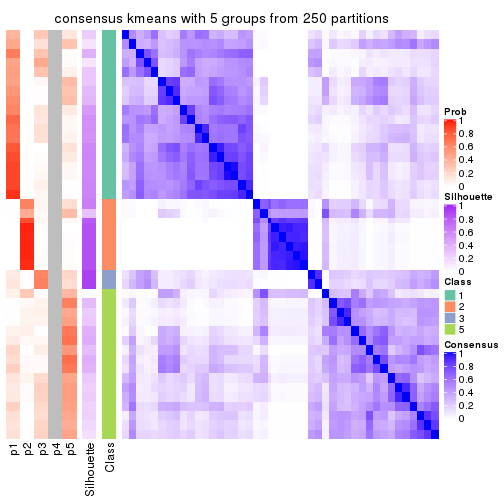 consensus kmeans with 5 groups from 250 partitions
Prob
1
0.8
0.6
0.4
0.2
0
Silhouette
1
0.8
0.6
0.4
0.2
0
Class
1
2
3
5
Consensus
1
0.8
0.6
0.4
0.2
0
p1
p2
p3
p4
p5
Silhouette
Class